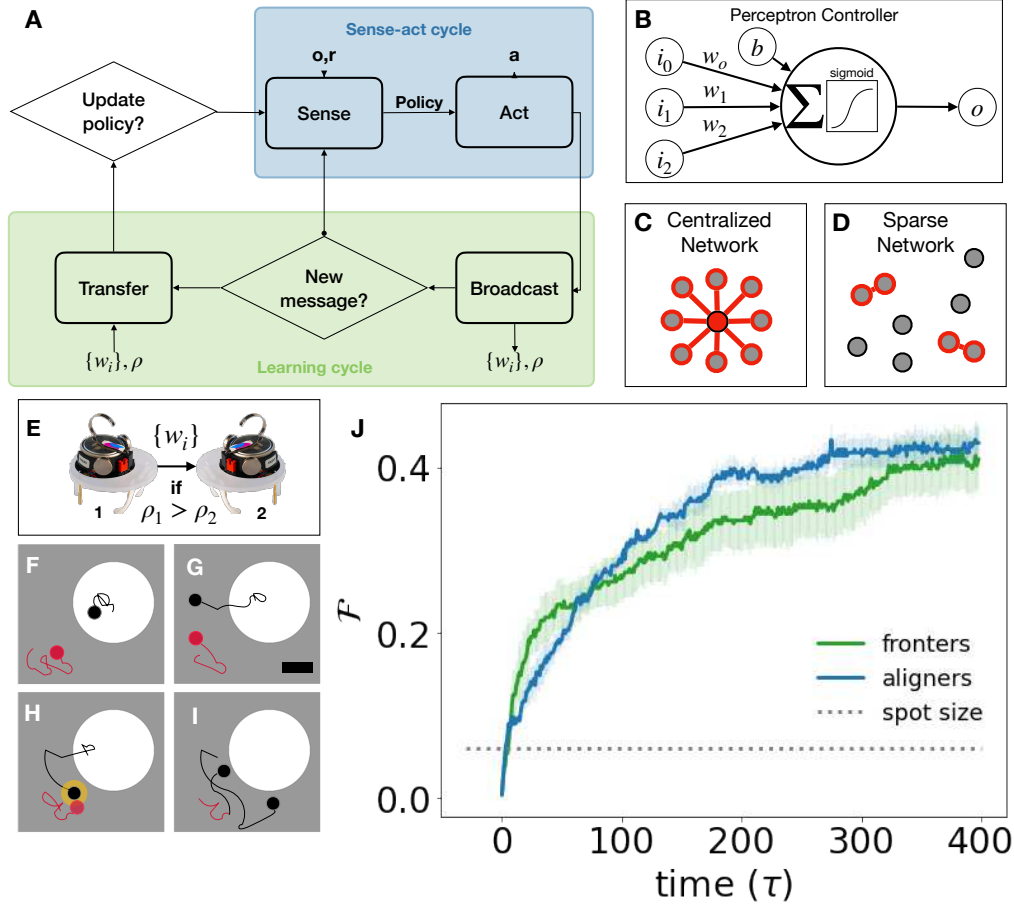 A
Sense-act cycle
o,r
a
Update
policy?
Sense
Policy
Act
Transfer
New
message?
Broadcast
{w_i}, ρ
{w_i}, ρ
Learning cycle
B
Perceptron Controller
i_0
w_o
b
sigmoid
i_1
w_1
Σ
o
w_2
i_2
C
Centralized
Network
D
Sparse
Network
E
{w_i}
if
1
ρ_1 > ρ_2
2
F
G
H
I
J
0.4
0.2
0.0
F
fronters
aligners
spot size
0
100
200
300
400
time (τ)